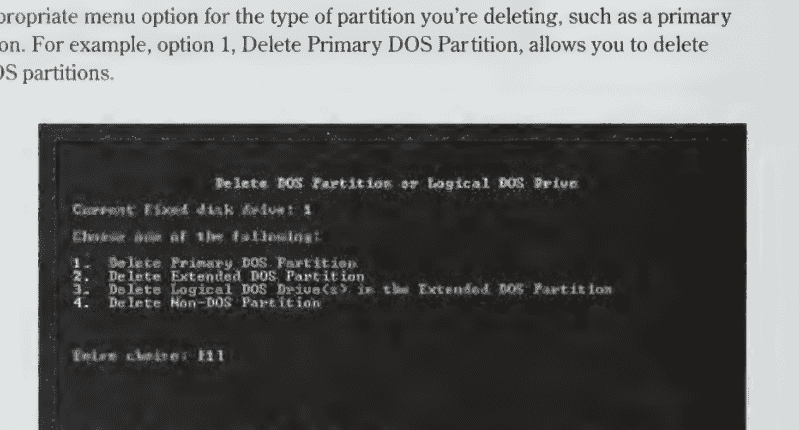 propriate menu option for the type of partition you're deleting, such as a primary
on. For example, option 1, Delete Primary DOS Partition, allows you to delete
OS partitions.
Delete DOS Partition or Logical DOS Drive
Current fixed disk drive: 1
Choose one of the following:
1. Delete Primary DOS Partition
2. Delete Extended DOS Partition
3. Delete Logical DOS Drive(s) in the Extended DOS Partition
4. Delete Non-DOS Partition
Enter choice: [1]